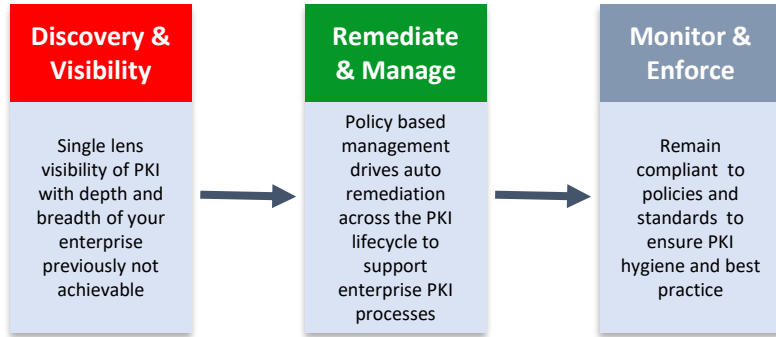 Discovery &
Visibility
Single lens
visibility of PKI
with depth and
breadth of your
enterprise
previously not
achievable
Remediate
& Manage
Policy based
management
drives auto
remediation
across the PKI
lifecycle to
support
enterprise PKI
processes
Monitor &
Enforce
Remain
compliant to
policies and
standards to
ensure PKI
hygiene and best
practice